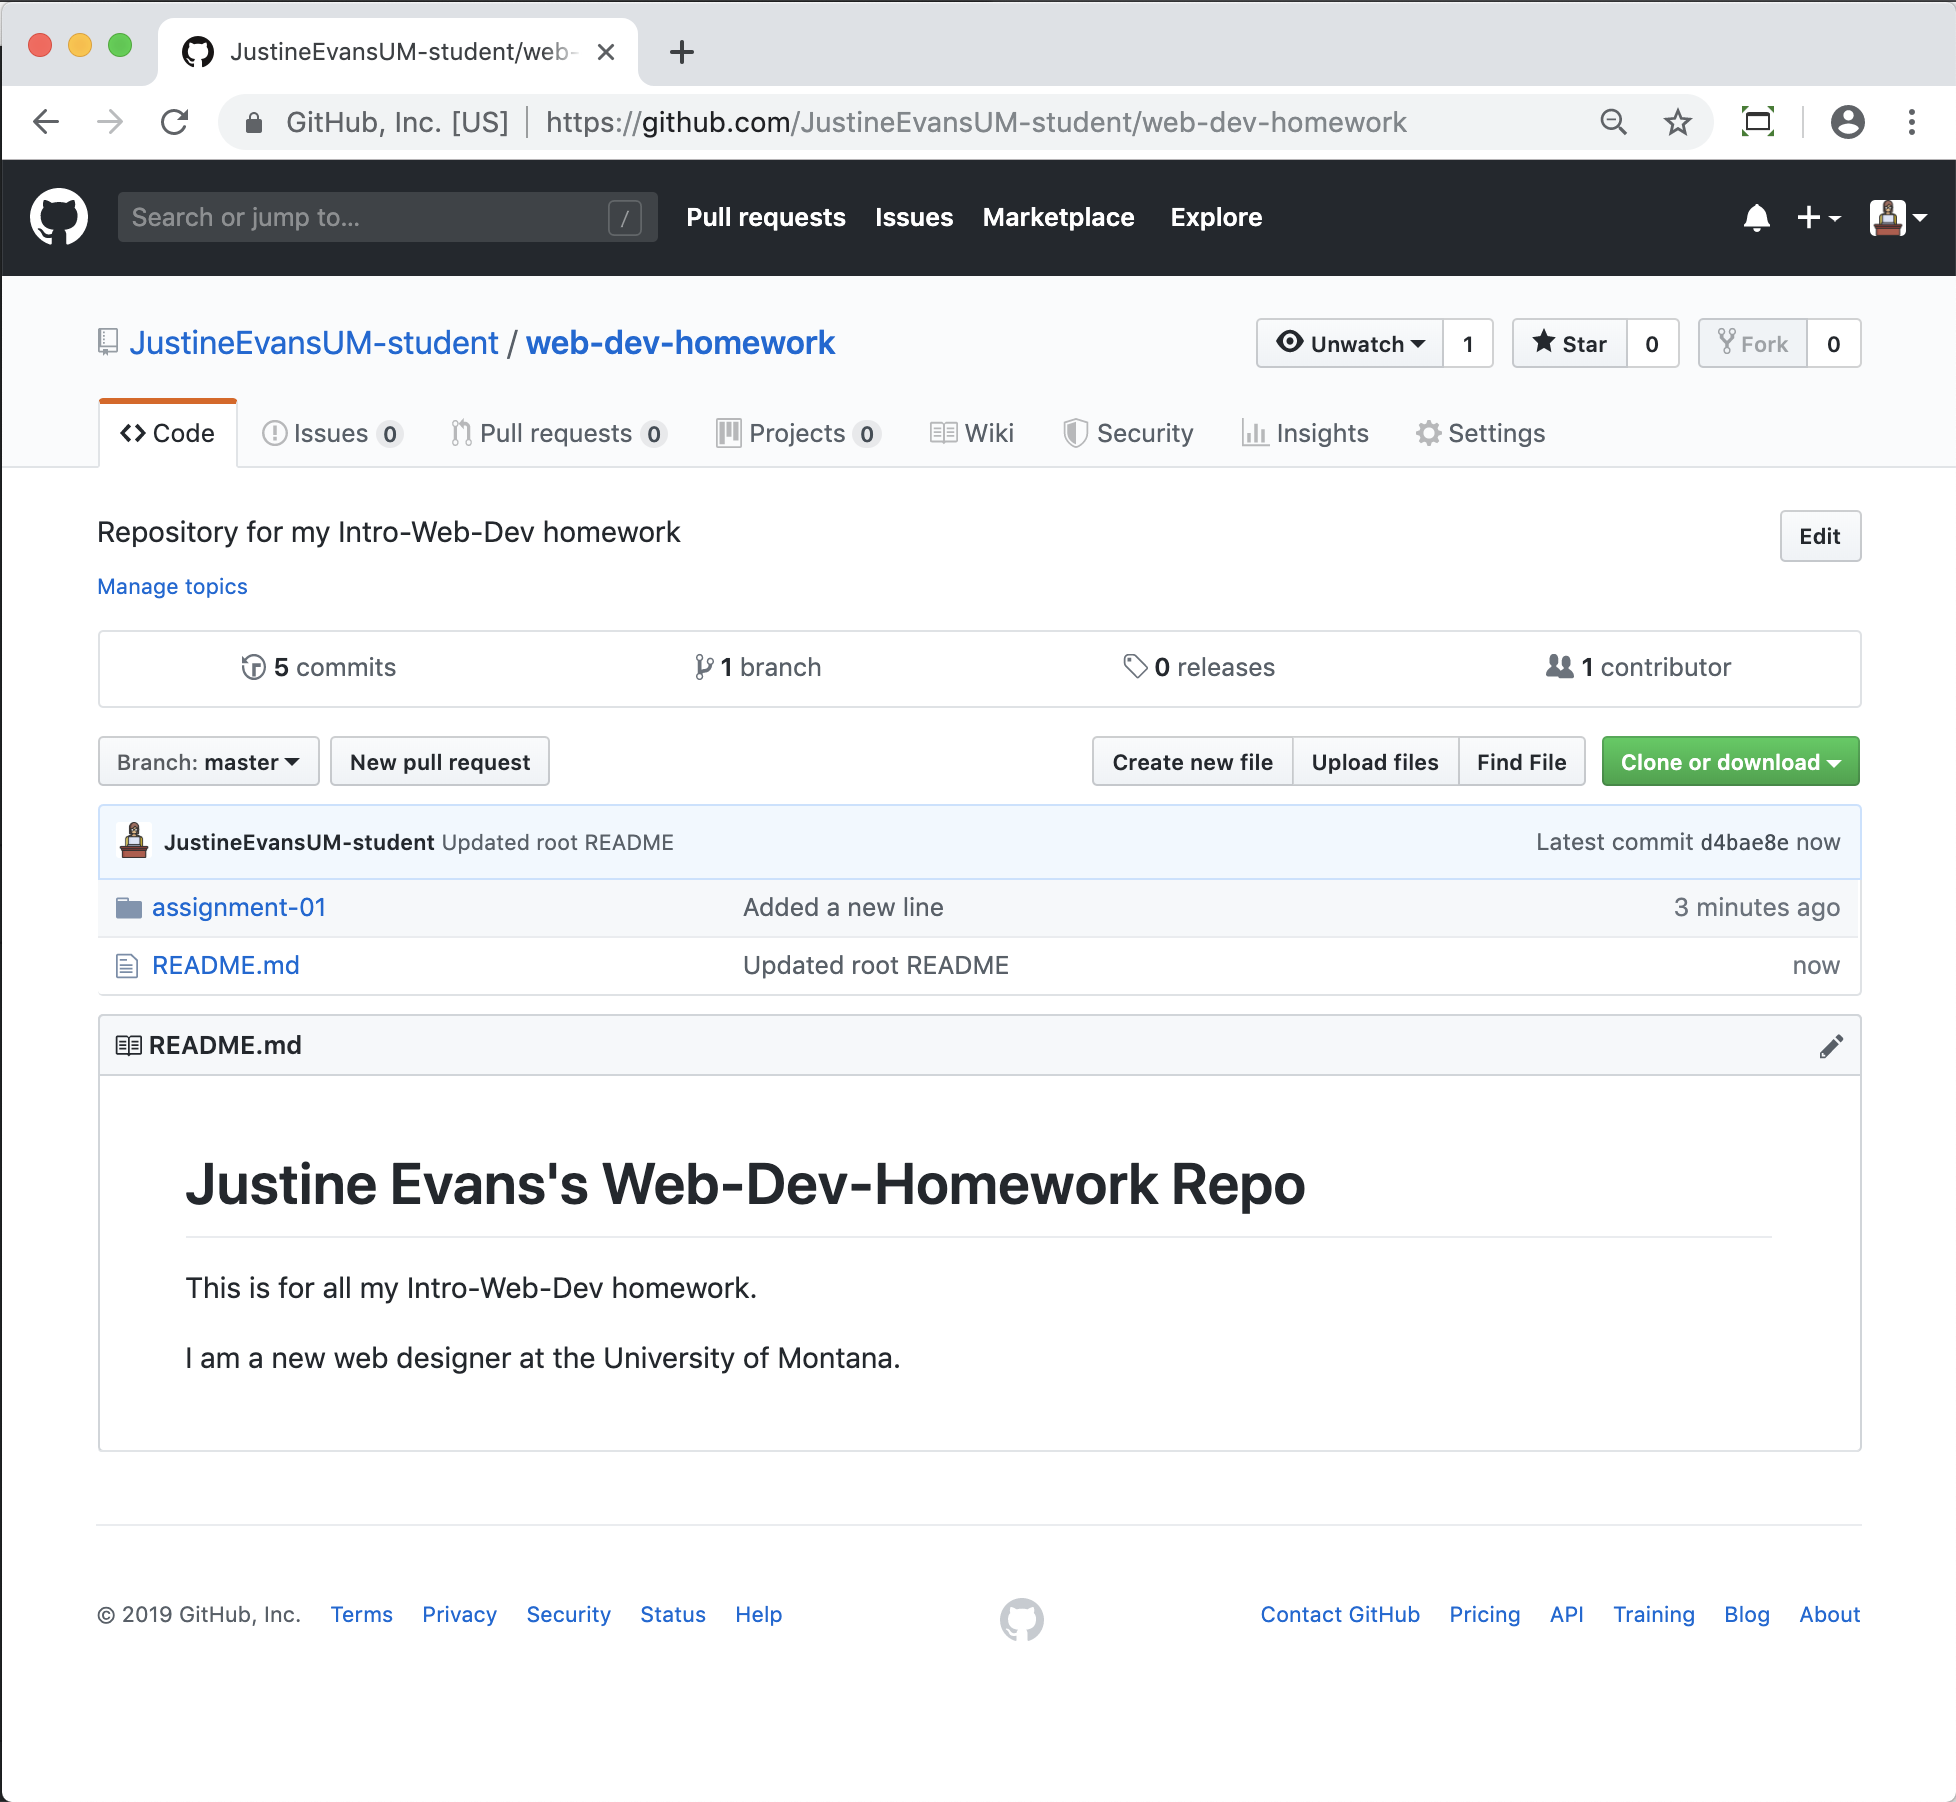 JustineEvansUM-student/web-
GitHub, Inc. [US] | https://github.com/JustineEvansUM-student/web-dev-homework
Search or jump to... / Pull requests Issues Marketplace Explore
JustineEvansUM-student / web-dev-homework Unwatch 1 Star 0 Fork 0
Code Issues 0 Pull requests 0 Projects 0 Wiki Security Insights Settings
Repository for my Intro-Web-Dev homework Edit
Manage topics
5 commits 1 branch 0 releases 1 contributor
Branch: master New pull request Create new file Upload files Find File Clone or download
JustineEvansUM-student Updated root README Latest commit d4bae8e now
assignment-01 Added a new line 3 minutes ago
README.md Updated root README now
README.md
Justine Evans's Web-Dev-Homework Repo
This is for all my Intro-Web-Dev homework.
I am a new web designer at the University of Montana.
© 2019 GitHub, Inc. Terms Privacy Security Status Help Contact GitHub Pricing API Training Blog About